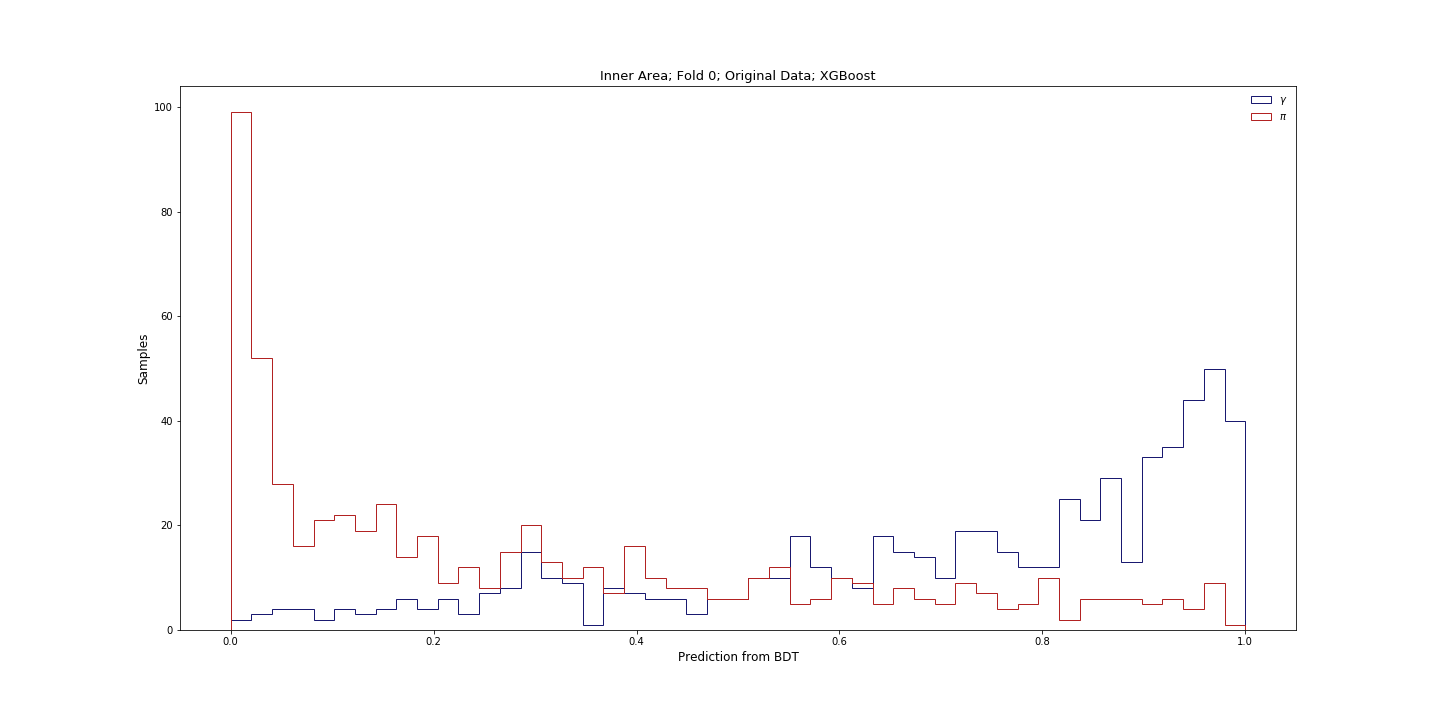 Inner Area; Fold 0; Original Data; XGBoost
γ
π
100
80
60
40
20
0
Samples
0.0 0.2 0.4 0.6 0.8 1.0
Prediction from BDT